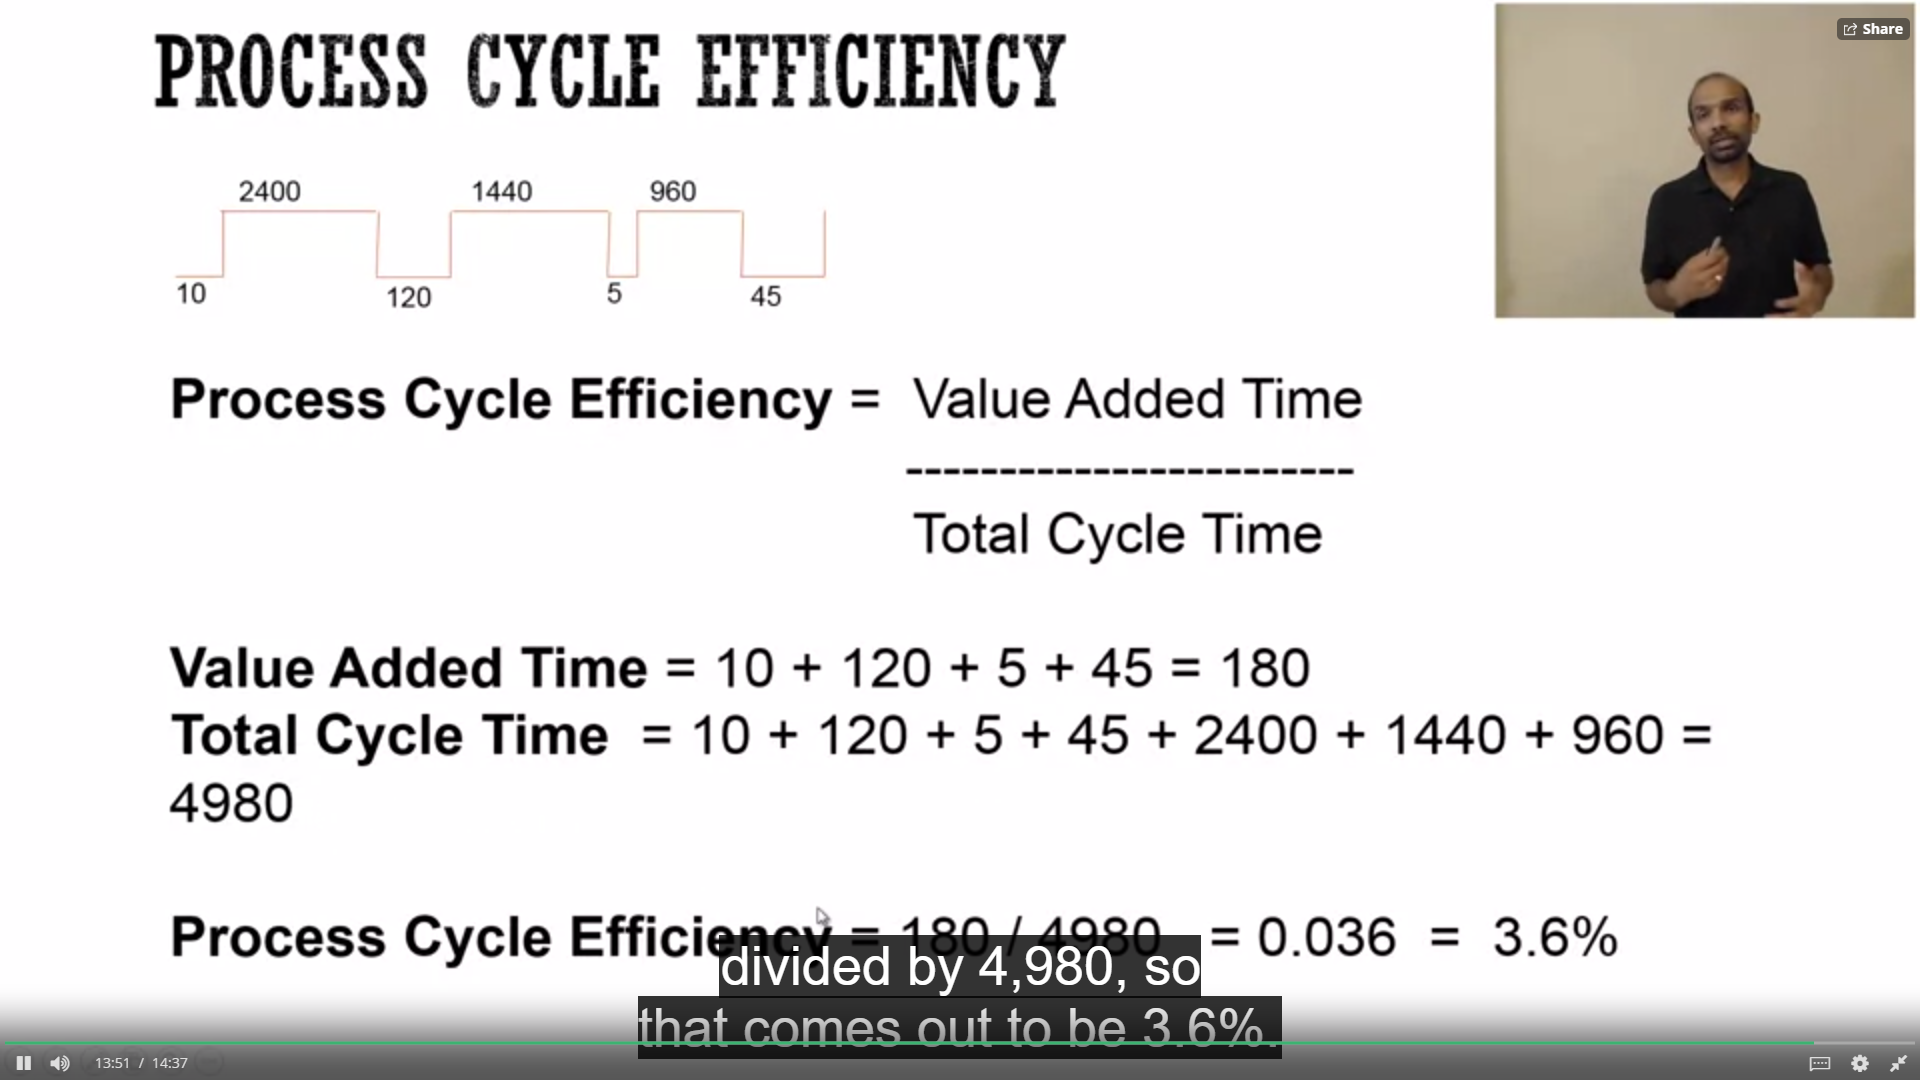 PROCESS CYCLE EFFICIENCY
Share
2400 1440 960
10 120 5 45
Process Cycle Efficiency = Value Added Time
------------------------
Total Cycle Time
Value Added Time = 10 + 120 + 5 + 45 = 180
Total Cycle Time = 10 + 120 + 5 + 45 + 2400 + 1440 + 960 =
4980
Process Cycle Efficiency = 180 / 4980 = 0.036 = 3.6%
divided by 4,980, so
that comes out to be 3.6%.
13:51 / 14:37